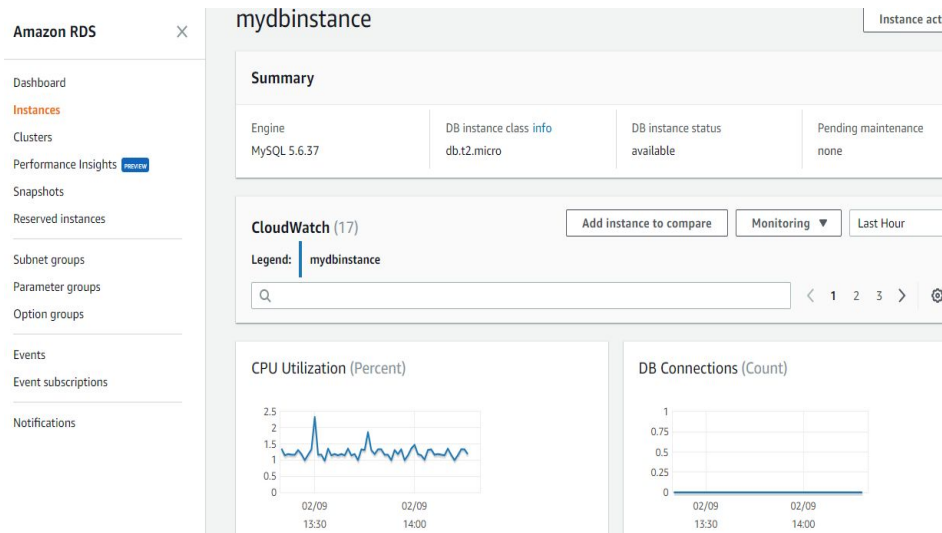 Amazon RDS
Dashboard
Instances
Clusters
Performance Insights PREVIEW
Snapshots
Reserved instances
Subnet groups
Parameter groups
Option groups
Events
Event subscriptions
Notifications
mydbinstance
Instance act
Summary
Engine
MySQL 5.6.37
DB instance class info
db.t2.micro
DB instance status
available
Pending maintenance
none
CloudWatch (17)
Add instance to compare
Monitoring
Last Hour
Legend: mydbinstance
1 2 3
CPU Utilization (Percent)
2.5
2
1.5
1
0.5
0
02/09
13:30
02/09
14:00
DB Connections (Count)
1
0.75
0.5
0.25
0
02/09
13:30
02/09
14:00